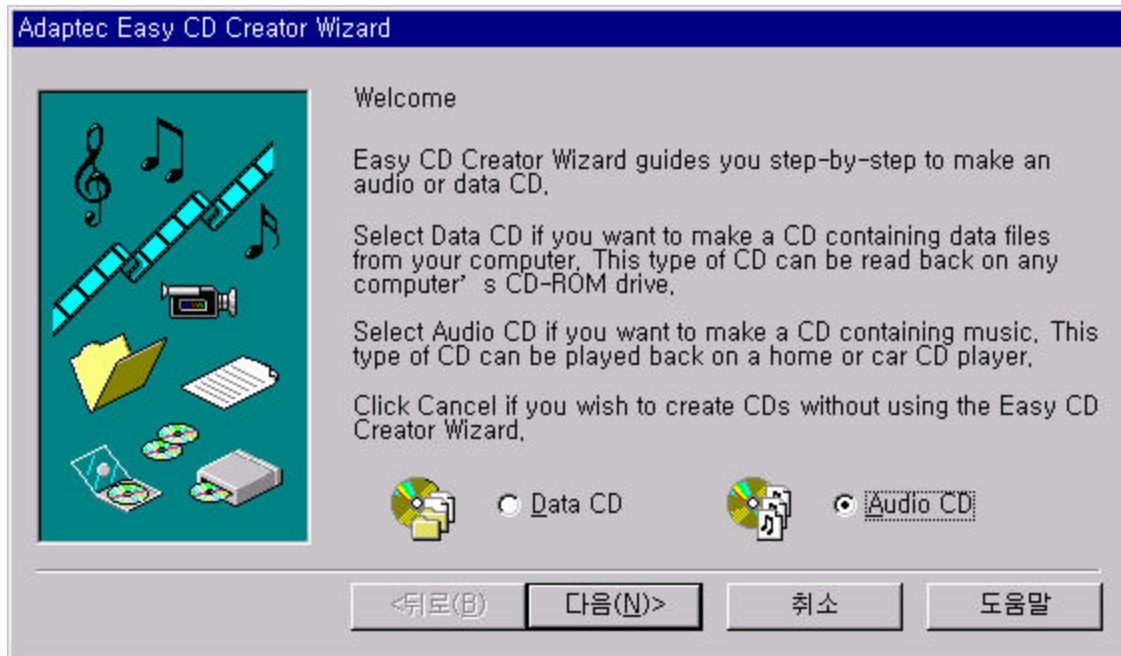 Adaptec Easy CD Creator Wizard
Welcome
Easy CD Creator Wizard guides you step-by-step to make an
audio or data CD,
Select Data CD if you want to make a CD containing data files
from your computer, This type of CD can be read back on any
computer’ s CD-ROM drive,
Select Audio CD if you want to make a CD containing music, This
type of CD can be played back on a home or car CD player,
Click Cancel if you wish to create CDs without using the Easy CD
Creator Wizard,
Data CD
Audio CD
<뒤로(B)
다음(N)>
취소
도움말